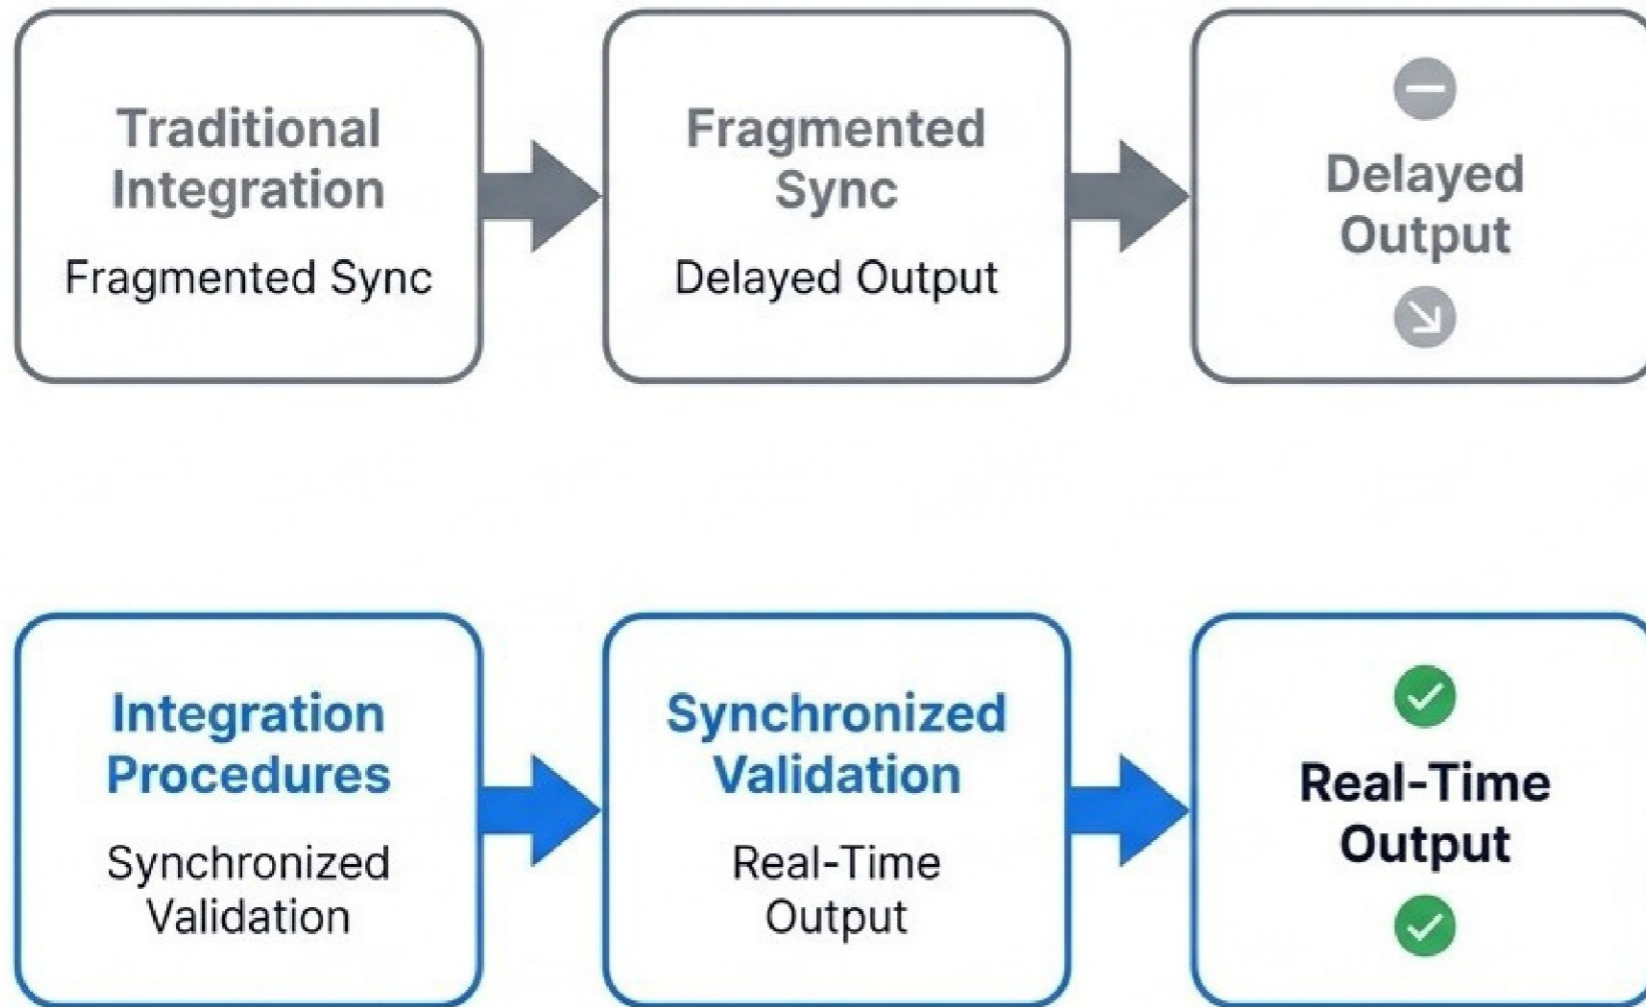 Traditional
Integration
Fragmented Sync
Fragmented
Sync
Delayed Output
Delayed
Output
Integration
Procedures
Synchronized
Validation
Synchronized
Validation
Real-Time
Output
Real-Time
Output